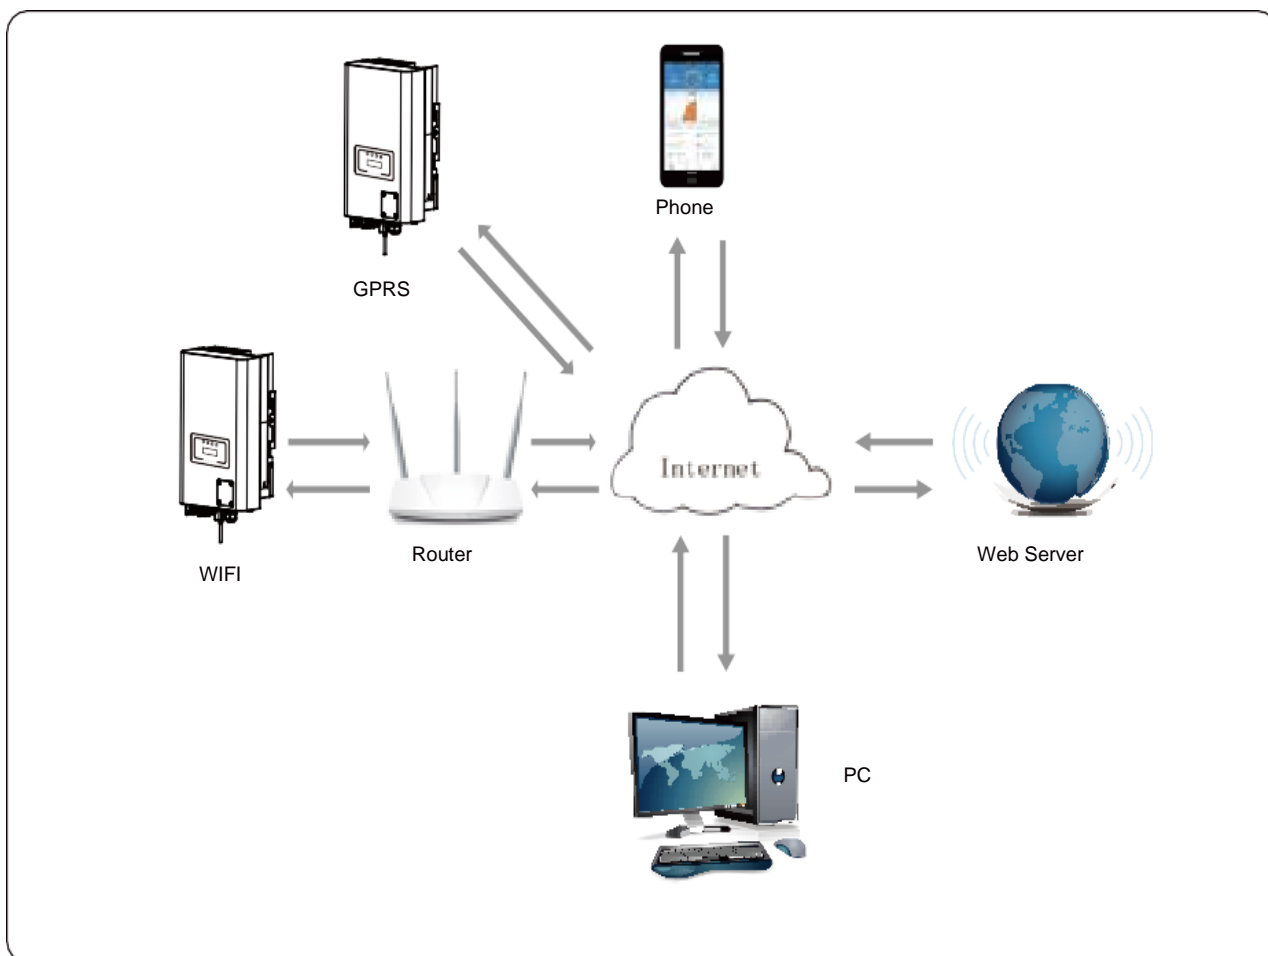 Phone
GPRS
Internet
Router
Web Server
WIFI
PC